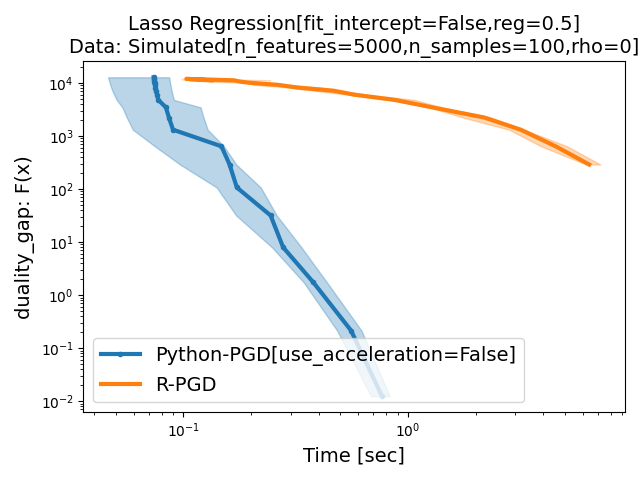 Lasso Regression[fit_intercept=False,reg=0.5]
Data: Simulated[n_features=5000,n_samples=100,rho=0]
duality_gap: F(x)
10⁴
10³
10²
10¹
10⁰
10⁻¹
10⁻²
Python-PGD[use_acceleration=False]
R-PGD
10⁻¹
10⁰
Time [sec]